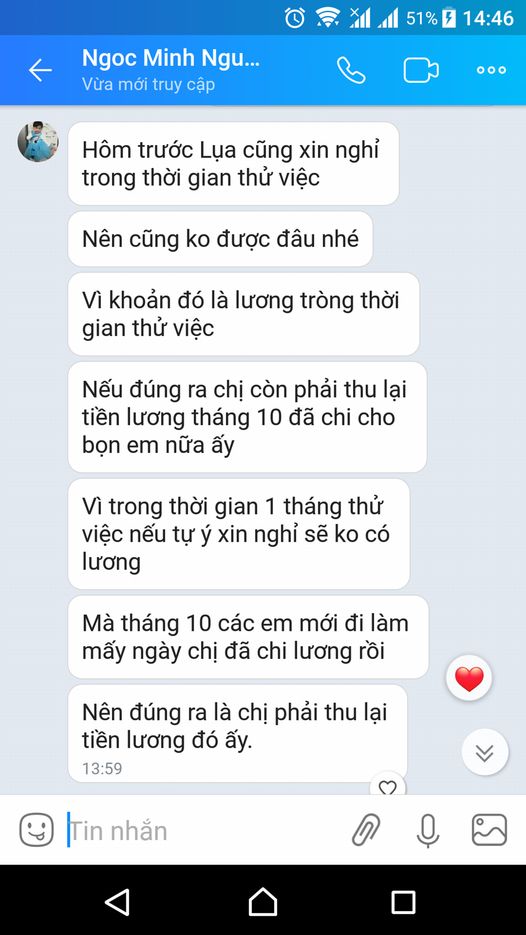 51% 14:46
Ngoc Minh Ngu...
Vừa mới truy cập
Hôm trước Lụa cũng xin nghỉ
trong thời gian thử việc
Nên cũng ko được đâu nhé
Vì khoản đó là lương tròng thời
gian thử việc
Nếu đúng ra chị còn phải thu lại
tiền lương tháng 10 đã chi cho
bọn em nữa ấy
Vì trong thời gian 1 tháng thử
việc nếu tự ý xin nghỉ sẽ ko có
lương
Mà tháng 10 các em mới đi làm
mấy ngày chị đã chi lương rồi
Nên đúng ra là chị phải thu lại
tiền lương đó ấy.
13:59
Tin nhắn